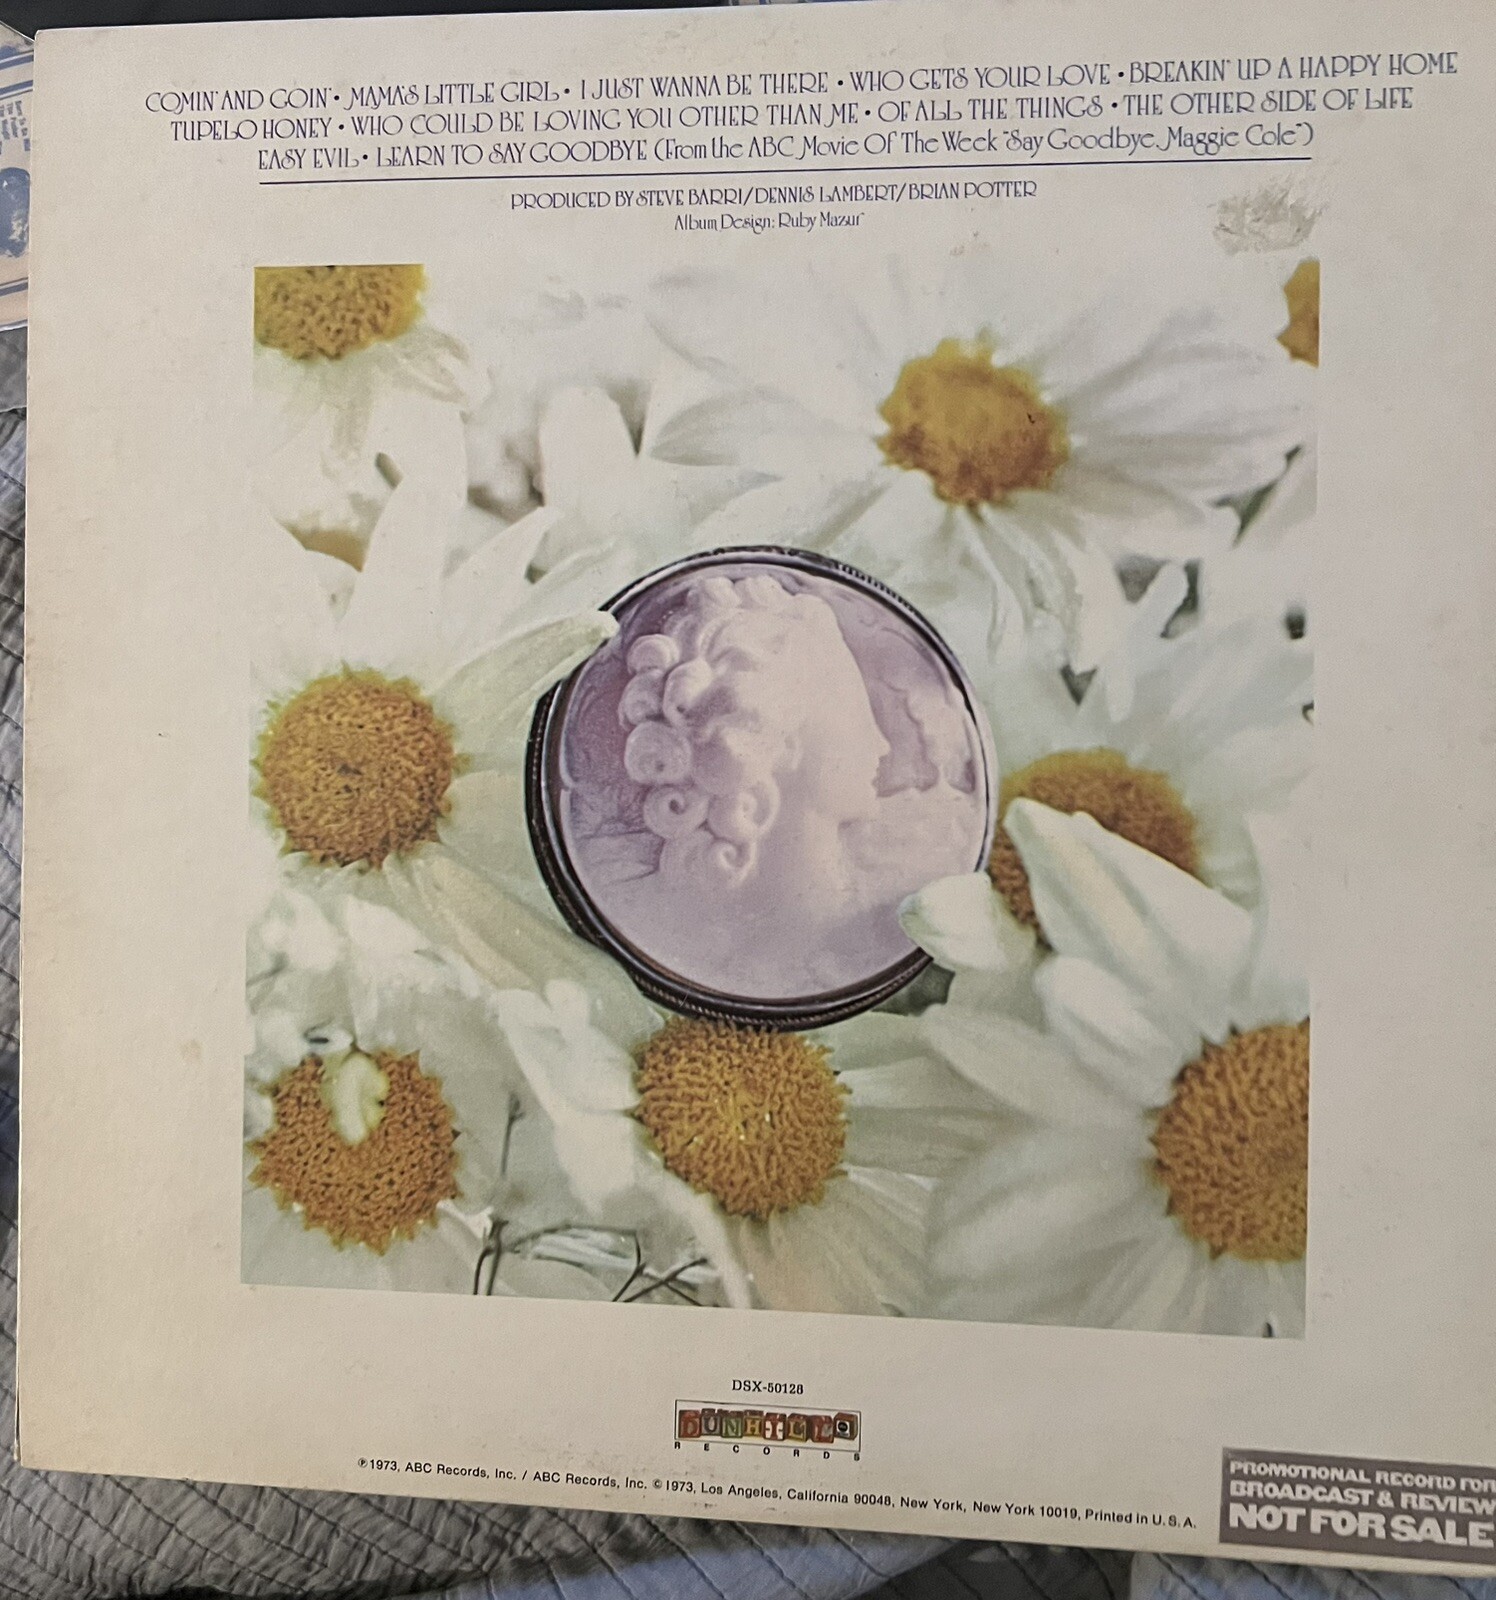 COMIN' AND GOIN' • MAMA'S LITTLE GIRL • I JUST WANNA BE THERE • WHO GETS YOUR LOVE • BREAKIN' UP A HAPPY HOME
TUPELO HONEY • WHO COULD BE LOVING YOU OTHER THAN ME • OF ALL THE THINGS • THE OTHER SIDE OF LIFE
EASY EVIL • LEARN TO SAY GOODBYE (From the ABC Movie Of The Week "Say Goodbye, Maggie Cole")
PRODUCED BY STEVE BARRI/DENNIS LAMBERT/BRIAN POTTER
Album Design: Ruby Mazur
DSX-50128
DUNHILL
RECORDS
℗1973, ABC Records, Inc. / ABC Records, Inc. ©1973, Los Angeles, California 90048, New York, New York 10019, Printed in U.S.A.
PROMOTIONAL RECORD FOR
BROADCAST & REVIEW
NOT FOR SALE